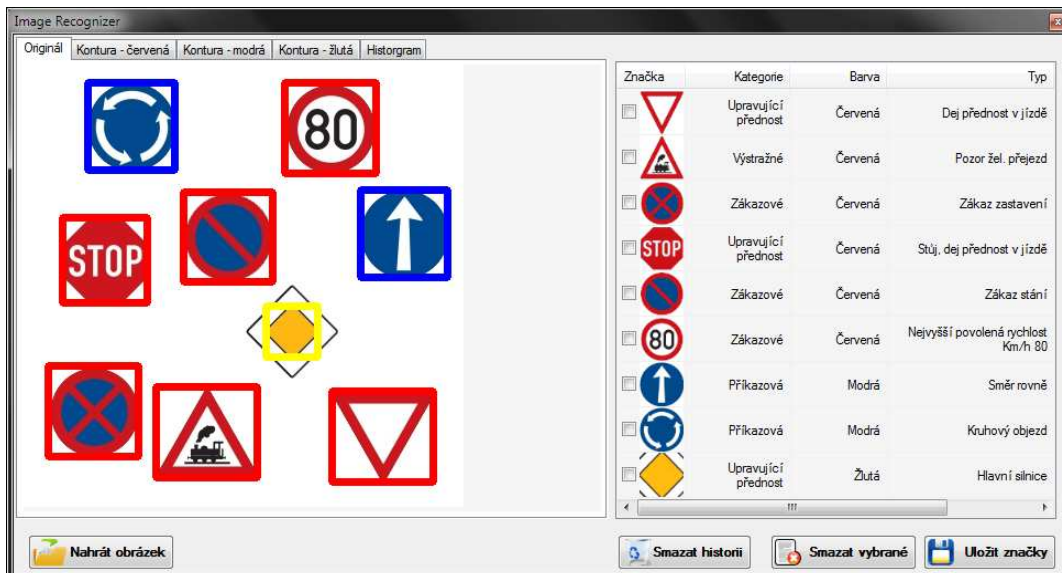 Image Recognizer
Originál Kontura - červená Kontura - modrá Kontura - žlutá Historgram
80
STOP
Značka Kategorie Barva Typ
Upravující přednost Červená Dej přednost v jízdě
Výstražné Červená Pozor žel. přejezd
Zákazové Červená Zákaz zastavení
STOP Upravující přednost Červená Stůj, dej přednost v jízdě
Zákazové Červená Zákaz stání
80 Zákazové Červená Nejvyšší povolená rychlost Km/h 80
Příkazová Modrá Směr rovně
Příkazová Modrá Kruhový objezd
Upravující přednost Žlutá Hlavní silnice
Nahrát obrázek Smazat historii Smazat vybrané Uložit značky